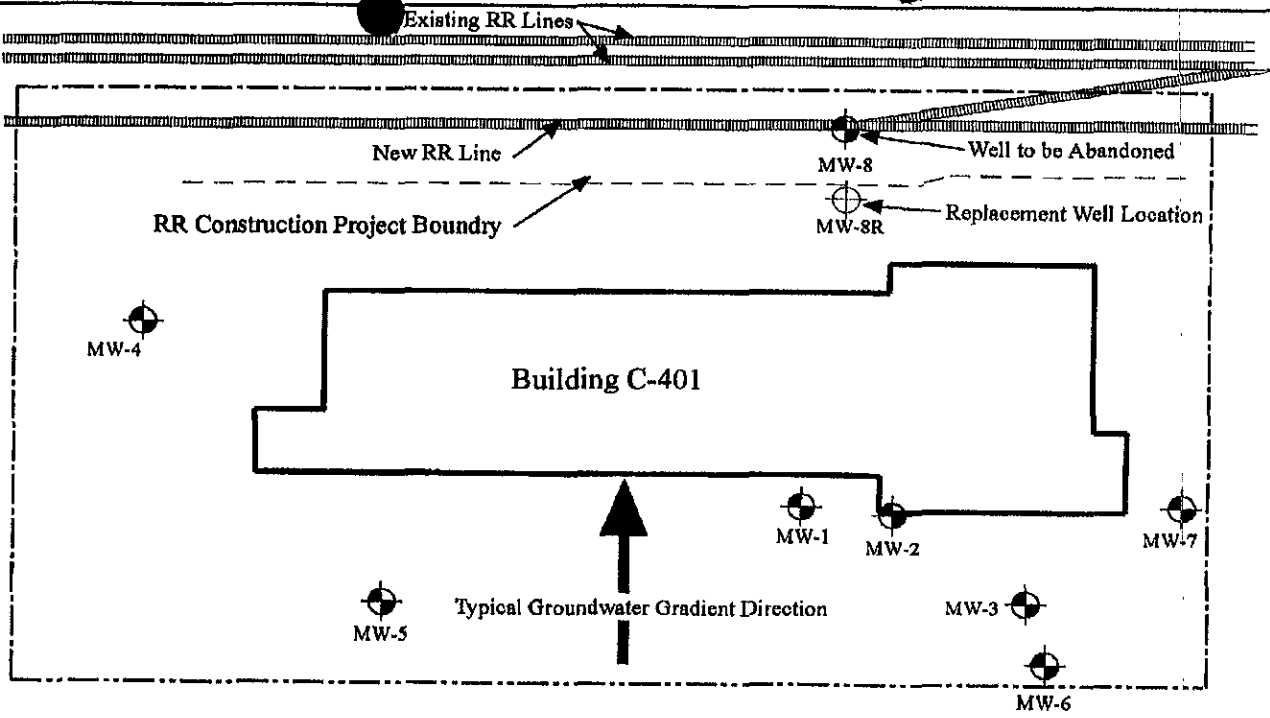 Existing RR Lines
New RR Line
MW-8
Well to be Abandoned
RR Construction Project Boundry
MW-8R
Replacement Well Location
MW-4
Building C-401
MW-1
MW-2
MW-7
MW-5
Typical Groundwater Gradient Direction
MW-3
MW-6